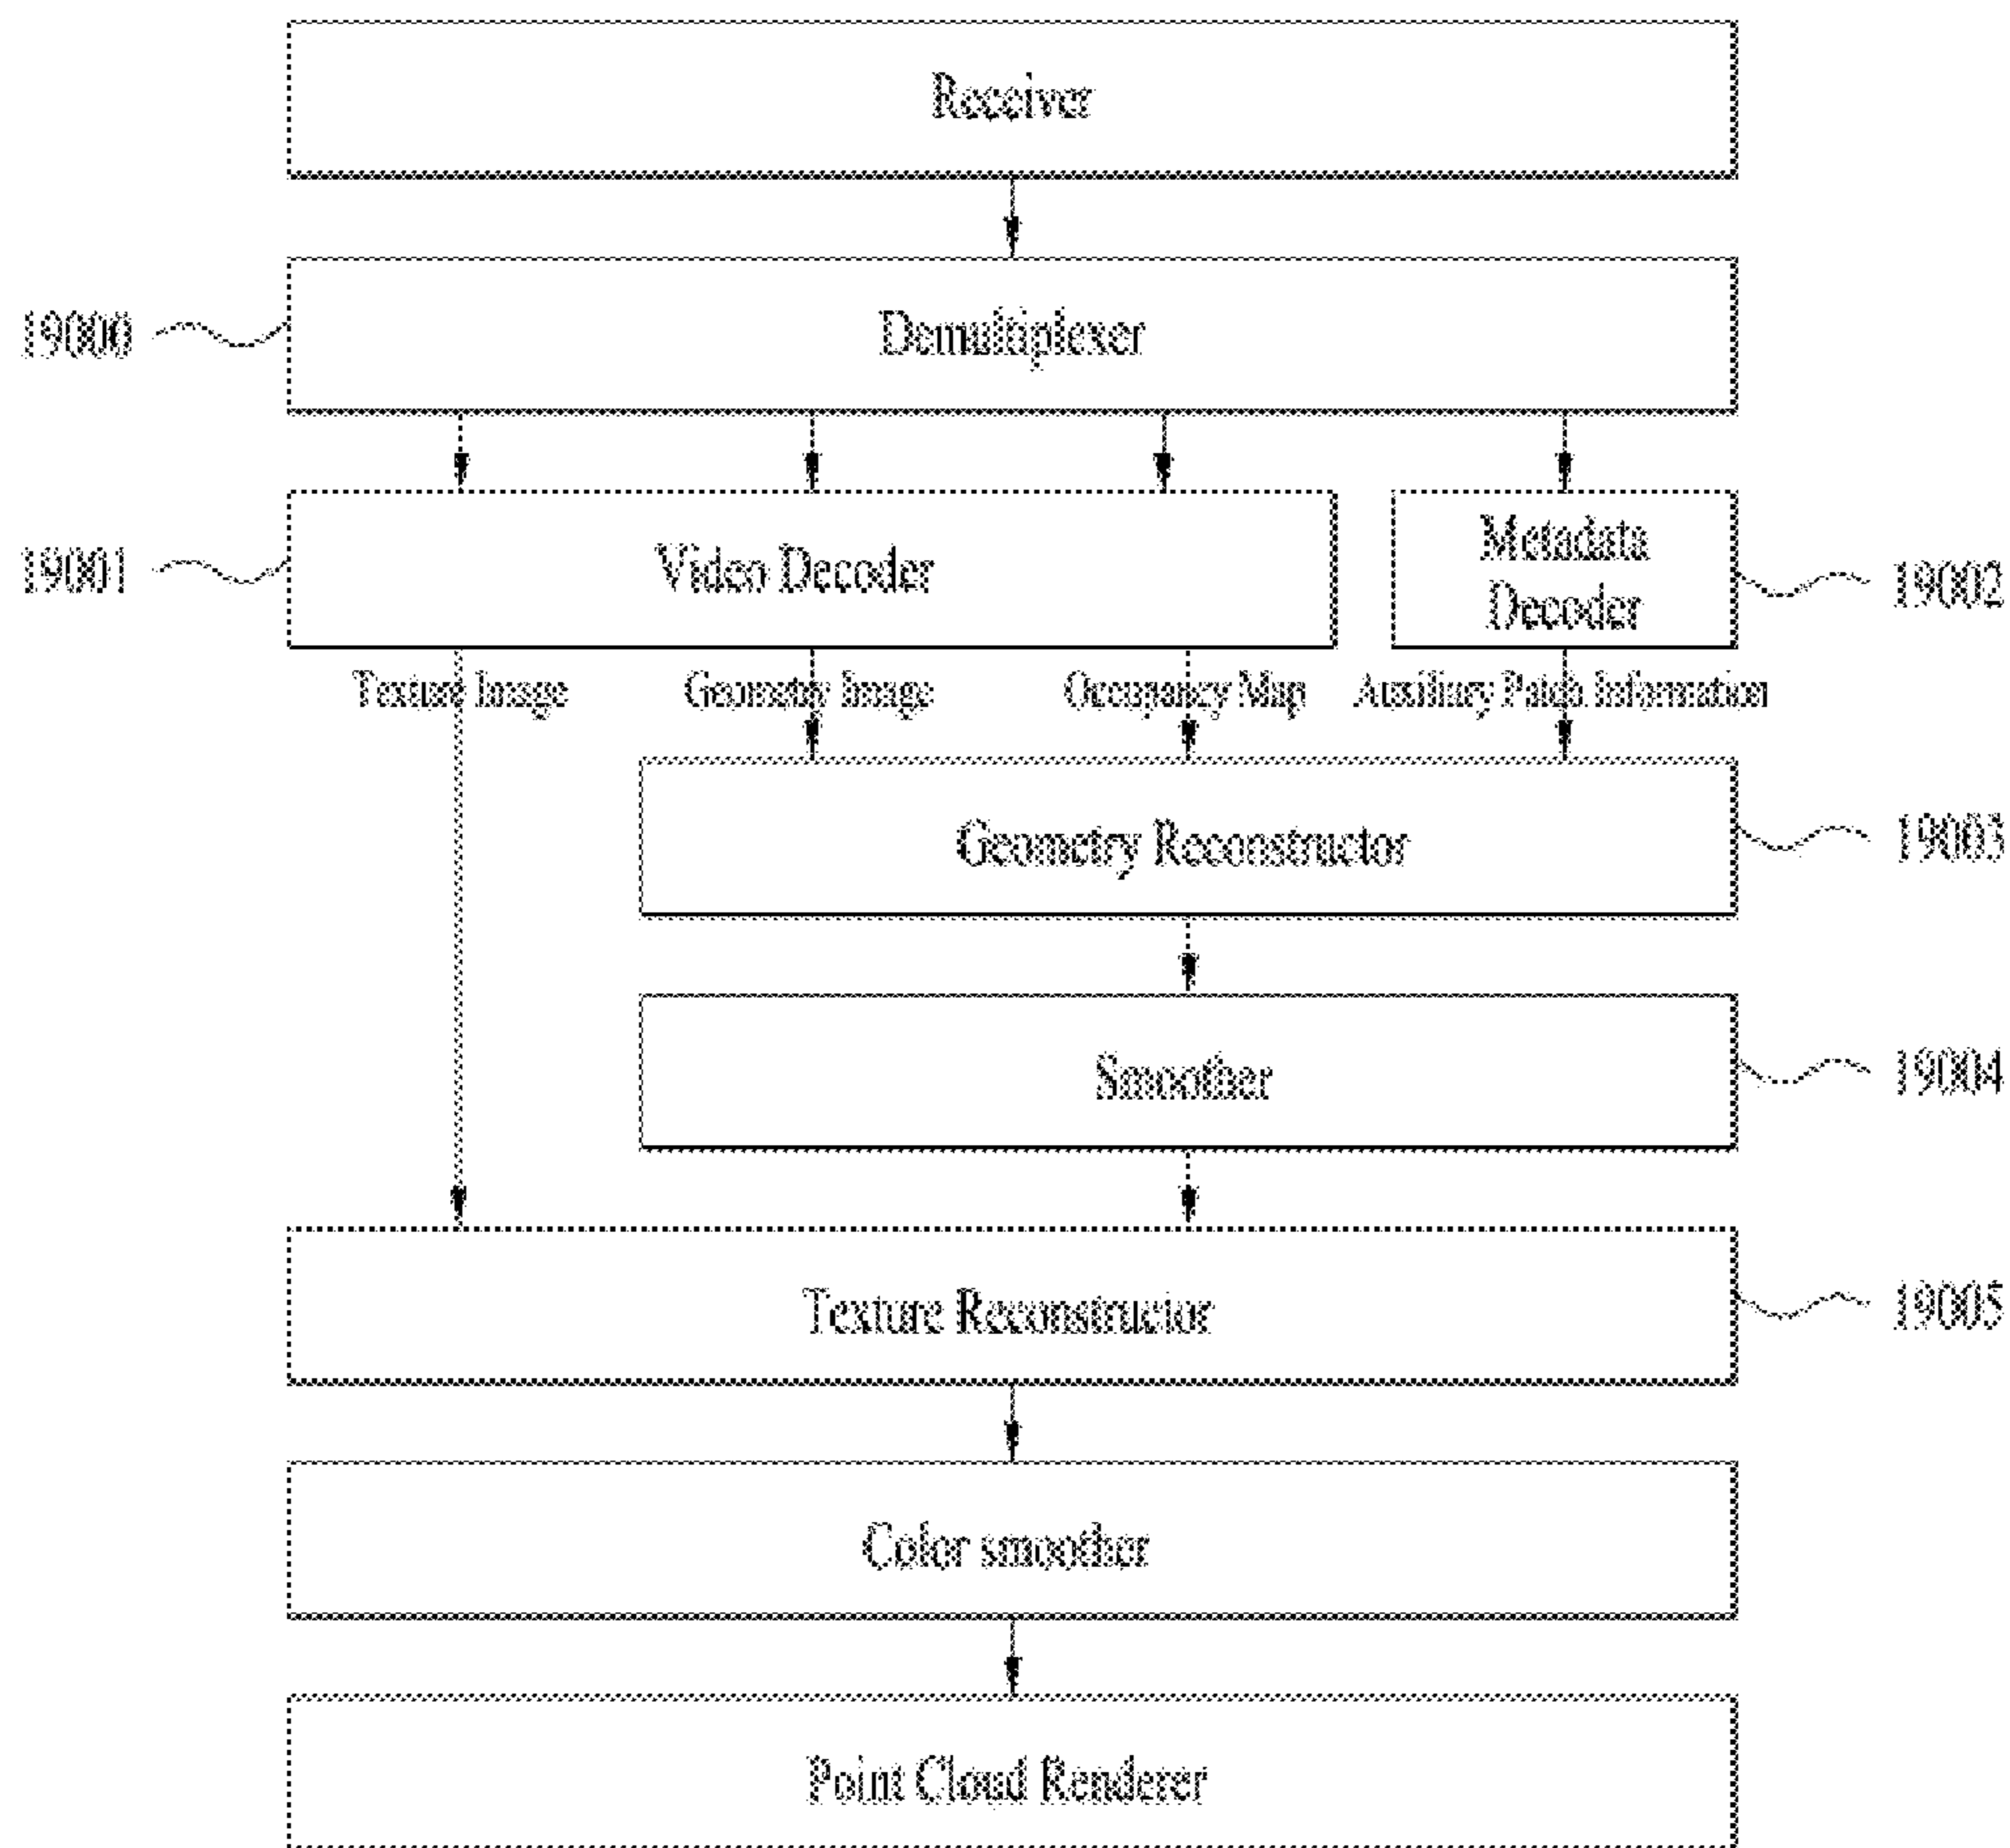 Receiver
19000
Demultiplexer
19001
Video Decoder
Metadata
Decoder
19002
Texture Image
Geometry Image
Occupancy Map
Auxiliary Patch Information
Geometry Reconstructor
19003
Smoother
19004
Texture Reconstructor
19005
Color smoother
Point Cloud Renderer